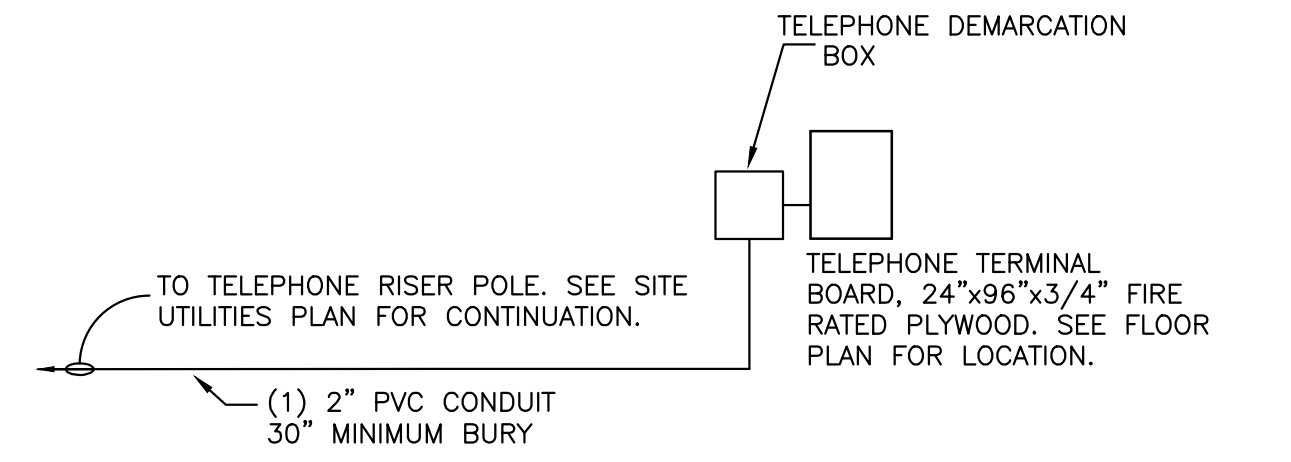 TELEPHONE DEMARCATION
BOX
TELEPHONE TERMINAL
BOARD, 24”x96”x3/4” FIRE
RATED PLYWOOD. SEE FLOOR
PLAN FOR LOCATION.
TO TELEPHONE RISER POLE. SEE SITE
UTILITIES PLAN FOR CONTINUATION.
(1) 2” PVC CONDUIT
30” MINIMUM BURY